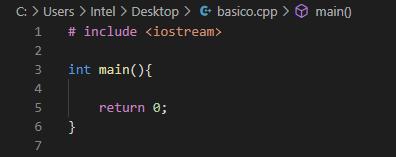 C: > Users > Intel > Desktop > basico.cpp > main()
1 # include <iostream>
2
3 int main(){
4
5     return 0;
6 }
7